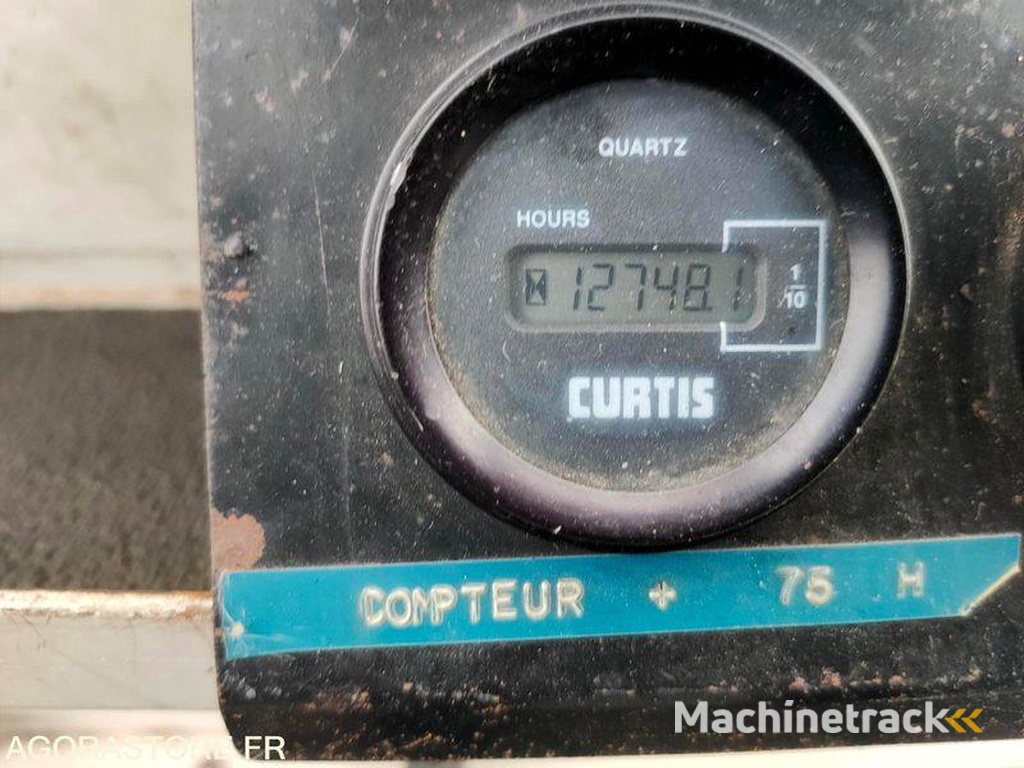 QUARTZ
HOURS
12748.1
1
10
CURTIS
COMPTEUR + 75 H
Machinetrack
AGORASTORE.FR